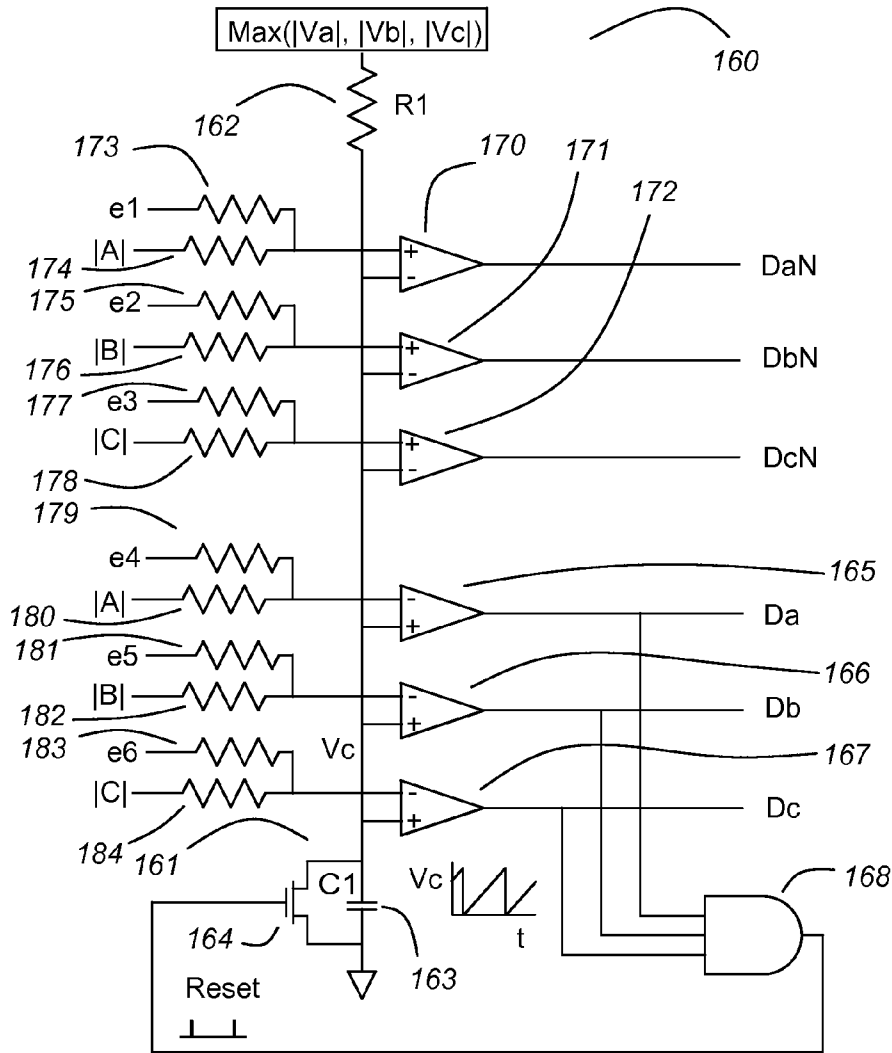 Max(|Va|, |Vb|, |Vc|)
160
162
R1
173
170
171
172
e1
|A|
+
-
DaN
174
175
e2
|B|
+
-
DbN
176
177
e3
|C|
+
-
DcN
178
179
e4
165
|A|
-
+
Da
180
181
e5
166
|B|
-
+
Db
182
183
e6
Vc
167
|C|
-
+
Dc
184
161
C1
Vc
t
168
164
163
Reset